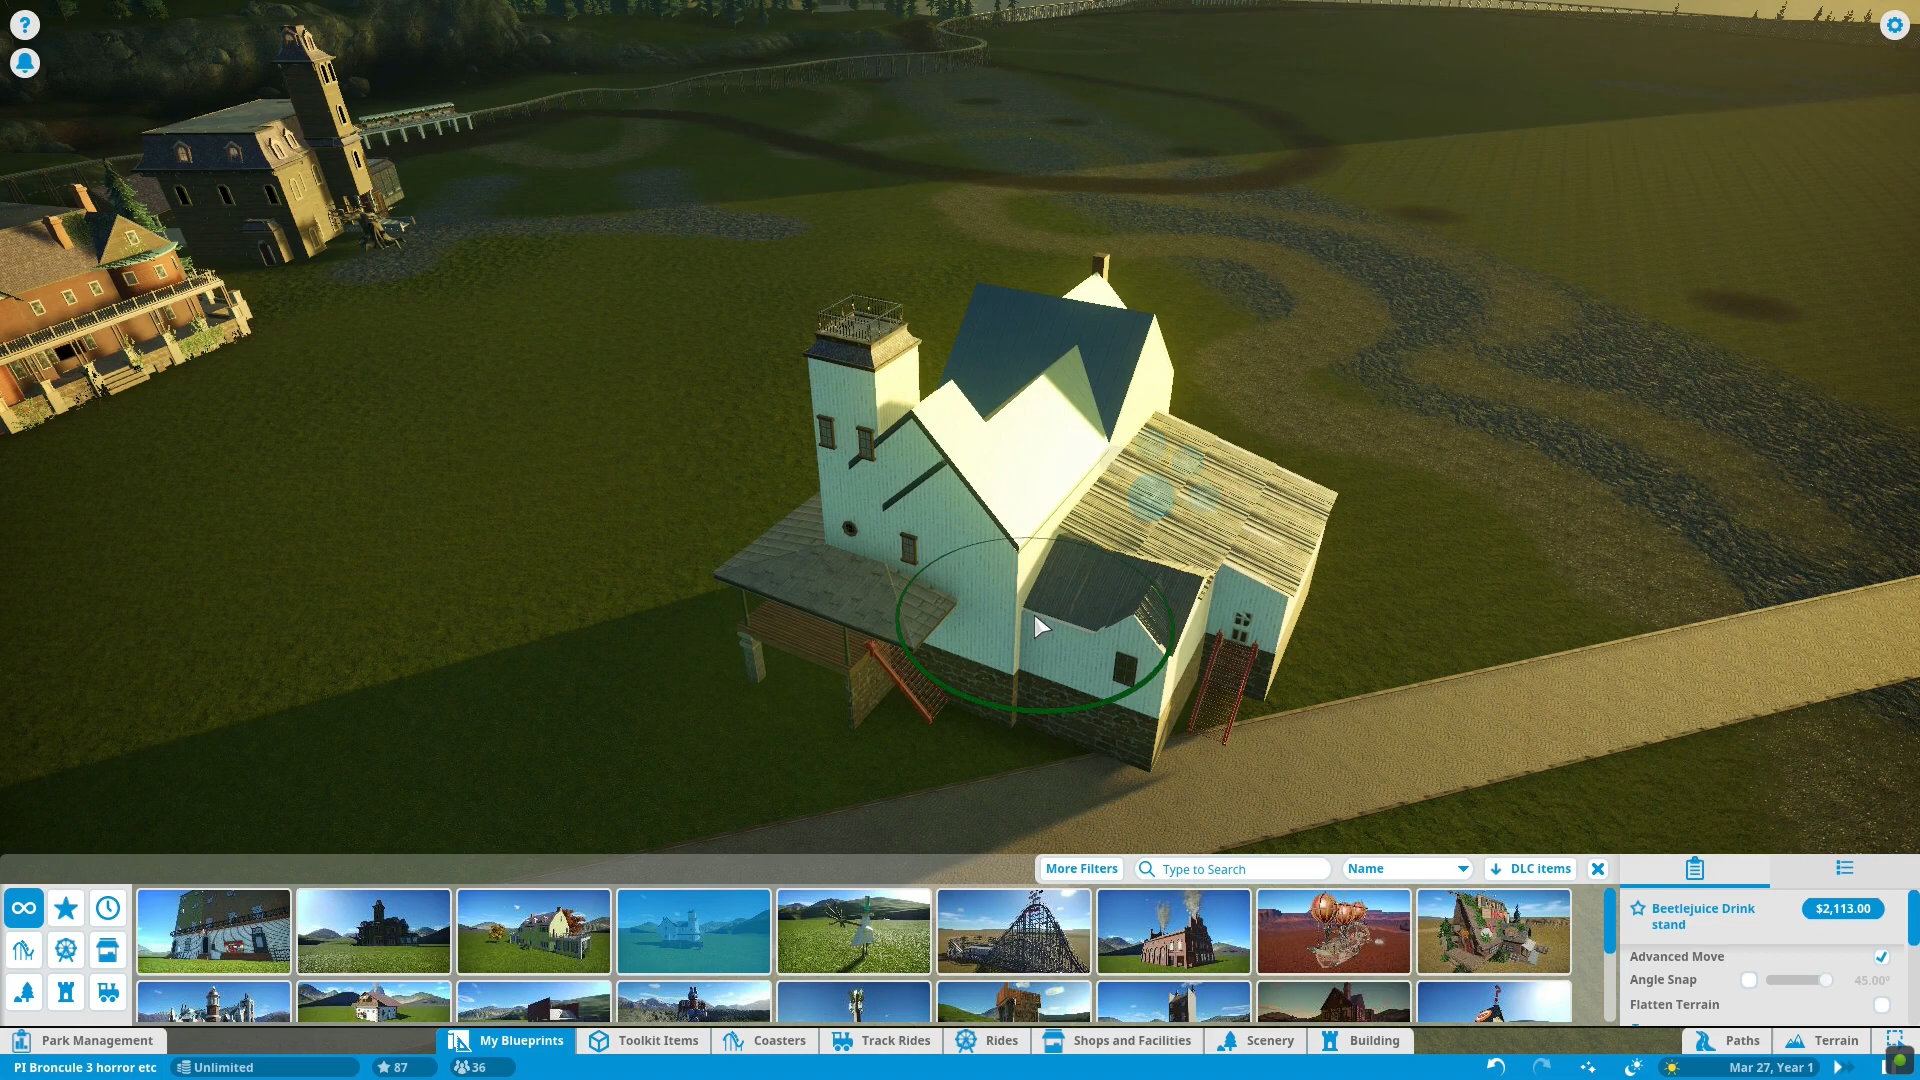 ?
More Filters
Type to Search
Name
DLC items
Beetlejuice Drink
stand
$2,113.00
Advanced Move
Angle Snap
45.00°
Flatten Terrain
Park Management
My Blueprints
Toolkit Items
Coasters
Track Rides
Rides
Shops and Facilities
Scenery
Building
Paths
Terrain
PI Broncule 3 horror etc
Unlimited
87
36
Mar 27, Year 1